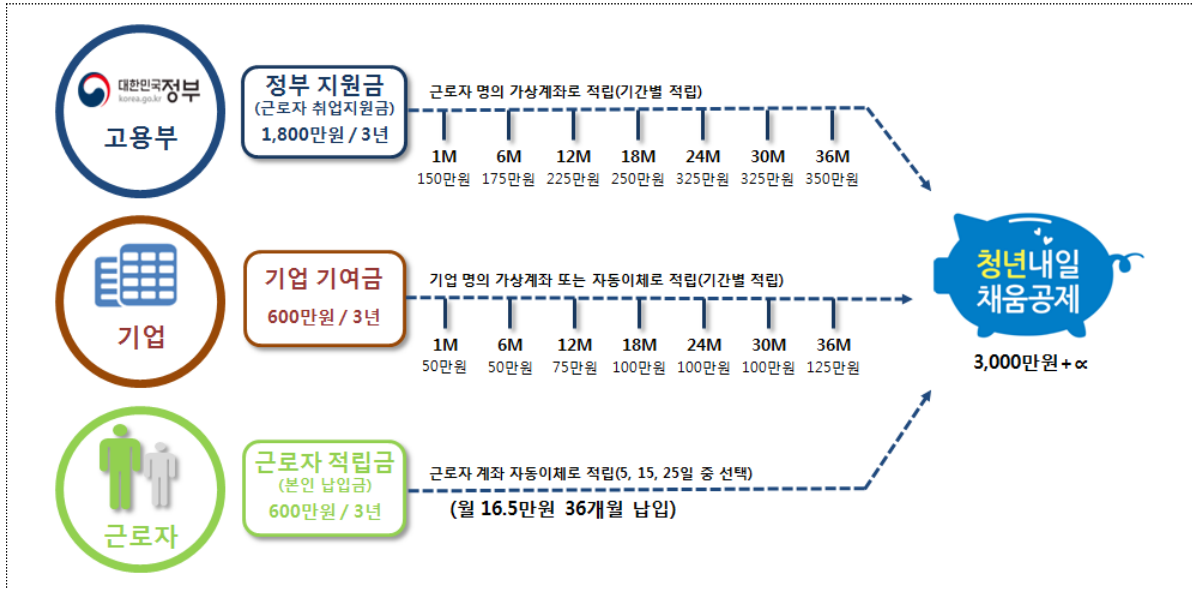 대한민국정부
korea.go.kr
고용부
정부 지원금
(근로자 취업지원금)
1,800만원 / 3년
근로자 명의 가상계좌로 적립(기간별 적립)
1M 6M 12M 18M 24M 30M 36M
150만원 175만원 225만원 250만원 325만원 325만원 350만원
기업
기업 기여금
600만원 / 3년
기업 명의 가상계좌 또는 자동이체로 적립(기간별 적립)
1M 6M 12M 18M 24M 30M 36M
50만원 50만원 75만원 100만원 100만원 100만원 125만원
근로자
근로자 적립금
(본인 납입금)
600만원 / 3년
근로자 계좌 자동이체로 적립(5, 15, 25일 중 선택)
(월 16.5만원 36개월 납입)
청년내일
채움공제
3,000만원+∝